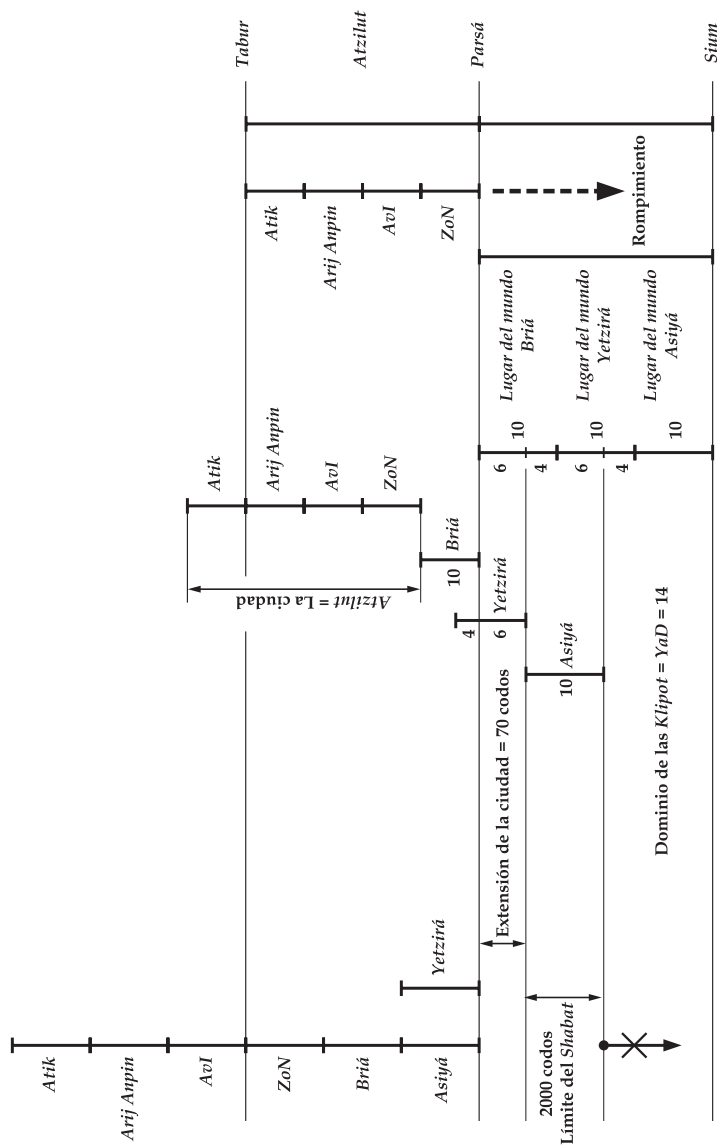 Tabur
Atzilut
Parsá
Sium
Atik
Arij Anpin
AvI
ZoN
Rompimiento
Lugar del mundo
Briá
Lugar del mundo
Yetzirá
Lugar del mundo
Asiyá
6
10
4
6
10
4
10
Atik
Arij Anpin
AvI
ZoN
Atzilut = La ciudad
10
Briá
4
6
Yetzirá
10
Asiyá
Extensión de la ciudad = 70 codos
Dominio de las Klipot = YaD = 14
Yetzirá
2000 codos
Límite del Shabat
Atik
Arij Anpin
AvI
ZoN
Briá
Asiyá